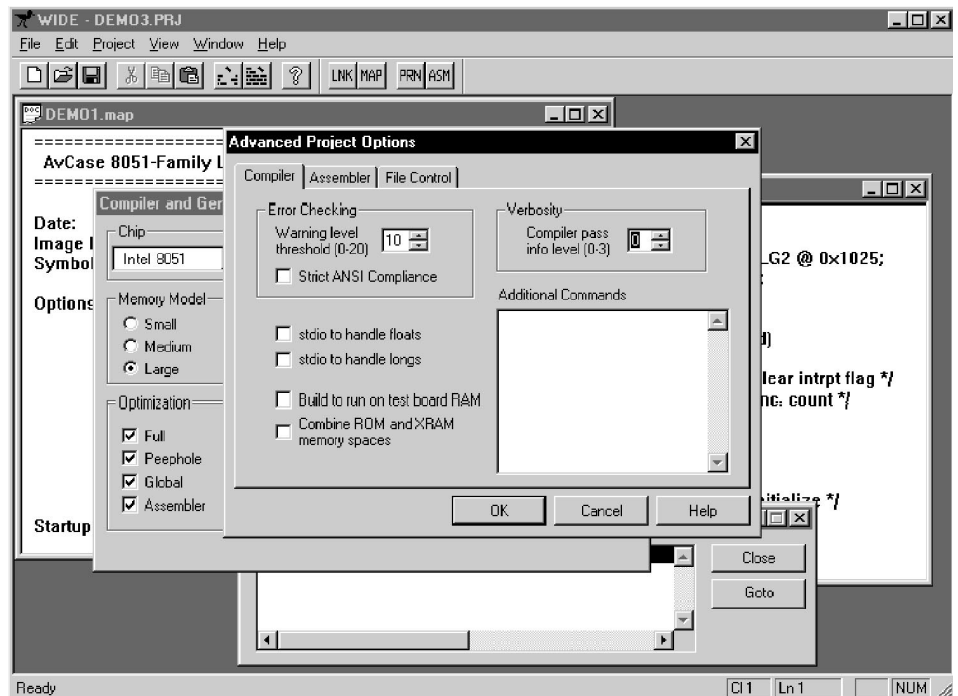 WIDE - DEMO3.PRJ
File Edit Project View Window Help
LNK MAP PRN ASM
DEMO1.map
====================
AvCase 8051-Family L
====================
Date:
Image
Symbol
Options
Startup
Compiler and Ger
Chip
Intel 8051
Memory Model
Small
Medium
Large
Optimization
Full
Peephole
Global
Assembler
Advanced Project Options
Compiler Assembler File Control
Error Checking
Warning level
threshold (0-20) 10
Strict ANSI Compliance
stdio to handle floats
stdio to handle longs
Build to run on test board RAM
Combine ROM and XRAM
memory spaces
Verbosity
Compiler pass
info level (0-3) 0
Additional Commands
OK Cancel Help
_G2 @ 0x1025;
lear intrpt flag */
nc. count */
itialize */
Close
Goto
Ready Cl 1 Ln 1 NUM